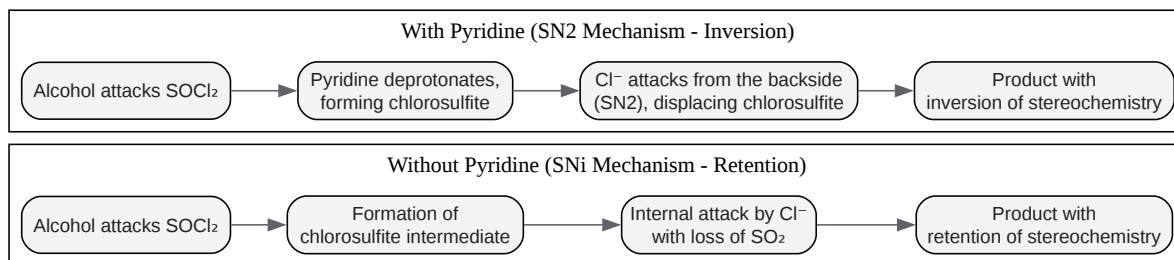 With Pyridine (SN2 Mechanism - Inversion)
Alcohol attacks SOCl₂
Pyridine deprotonates,
forming chlorosulfite
Cl⁻ attacks from the backside
(SN2), displacing chlorosulfite
Product with
inversion of stereochemistry
Without Pyridine (SNi Mechanism - Retention)
Alcohol attacks SOCl₂
Formation of
chlorosulfite intermediate
Internal attack by Cl⁻
with loss of SO₂
Product with
retention of stereochemistry